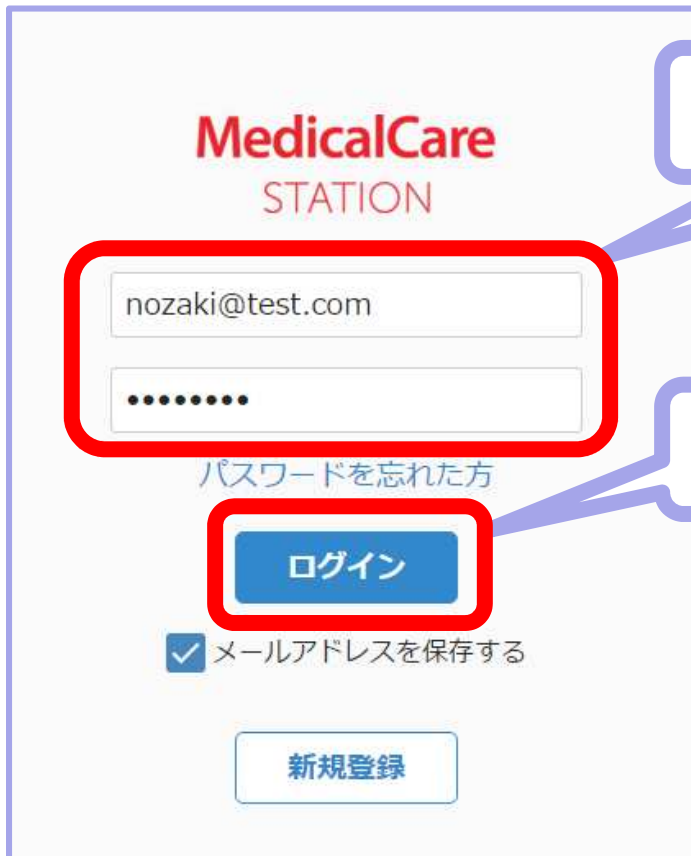 MedicalCare
STATION
nozaki@test.com
••••••••
パスワードを忘れた方
ログイン
メールアドレスを保存する
新規登録